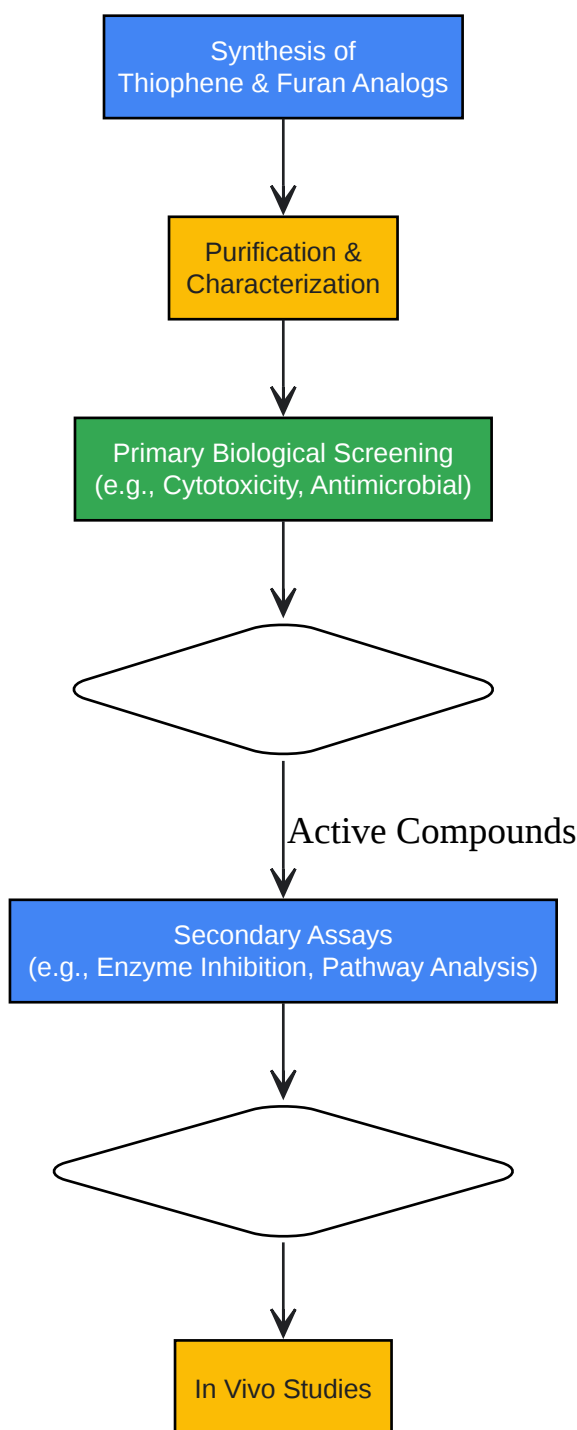 Synthesis of
Thiophene & Furan Analogs
Purification &
Characterization
Primary Biological Screening
(e.g., Cytotoxicity, Antimicrobial)
Active Compounds
Secondary Assays
(e.g., Enzyme Inhibition, Pathway Analysis)
In Vivo Studies